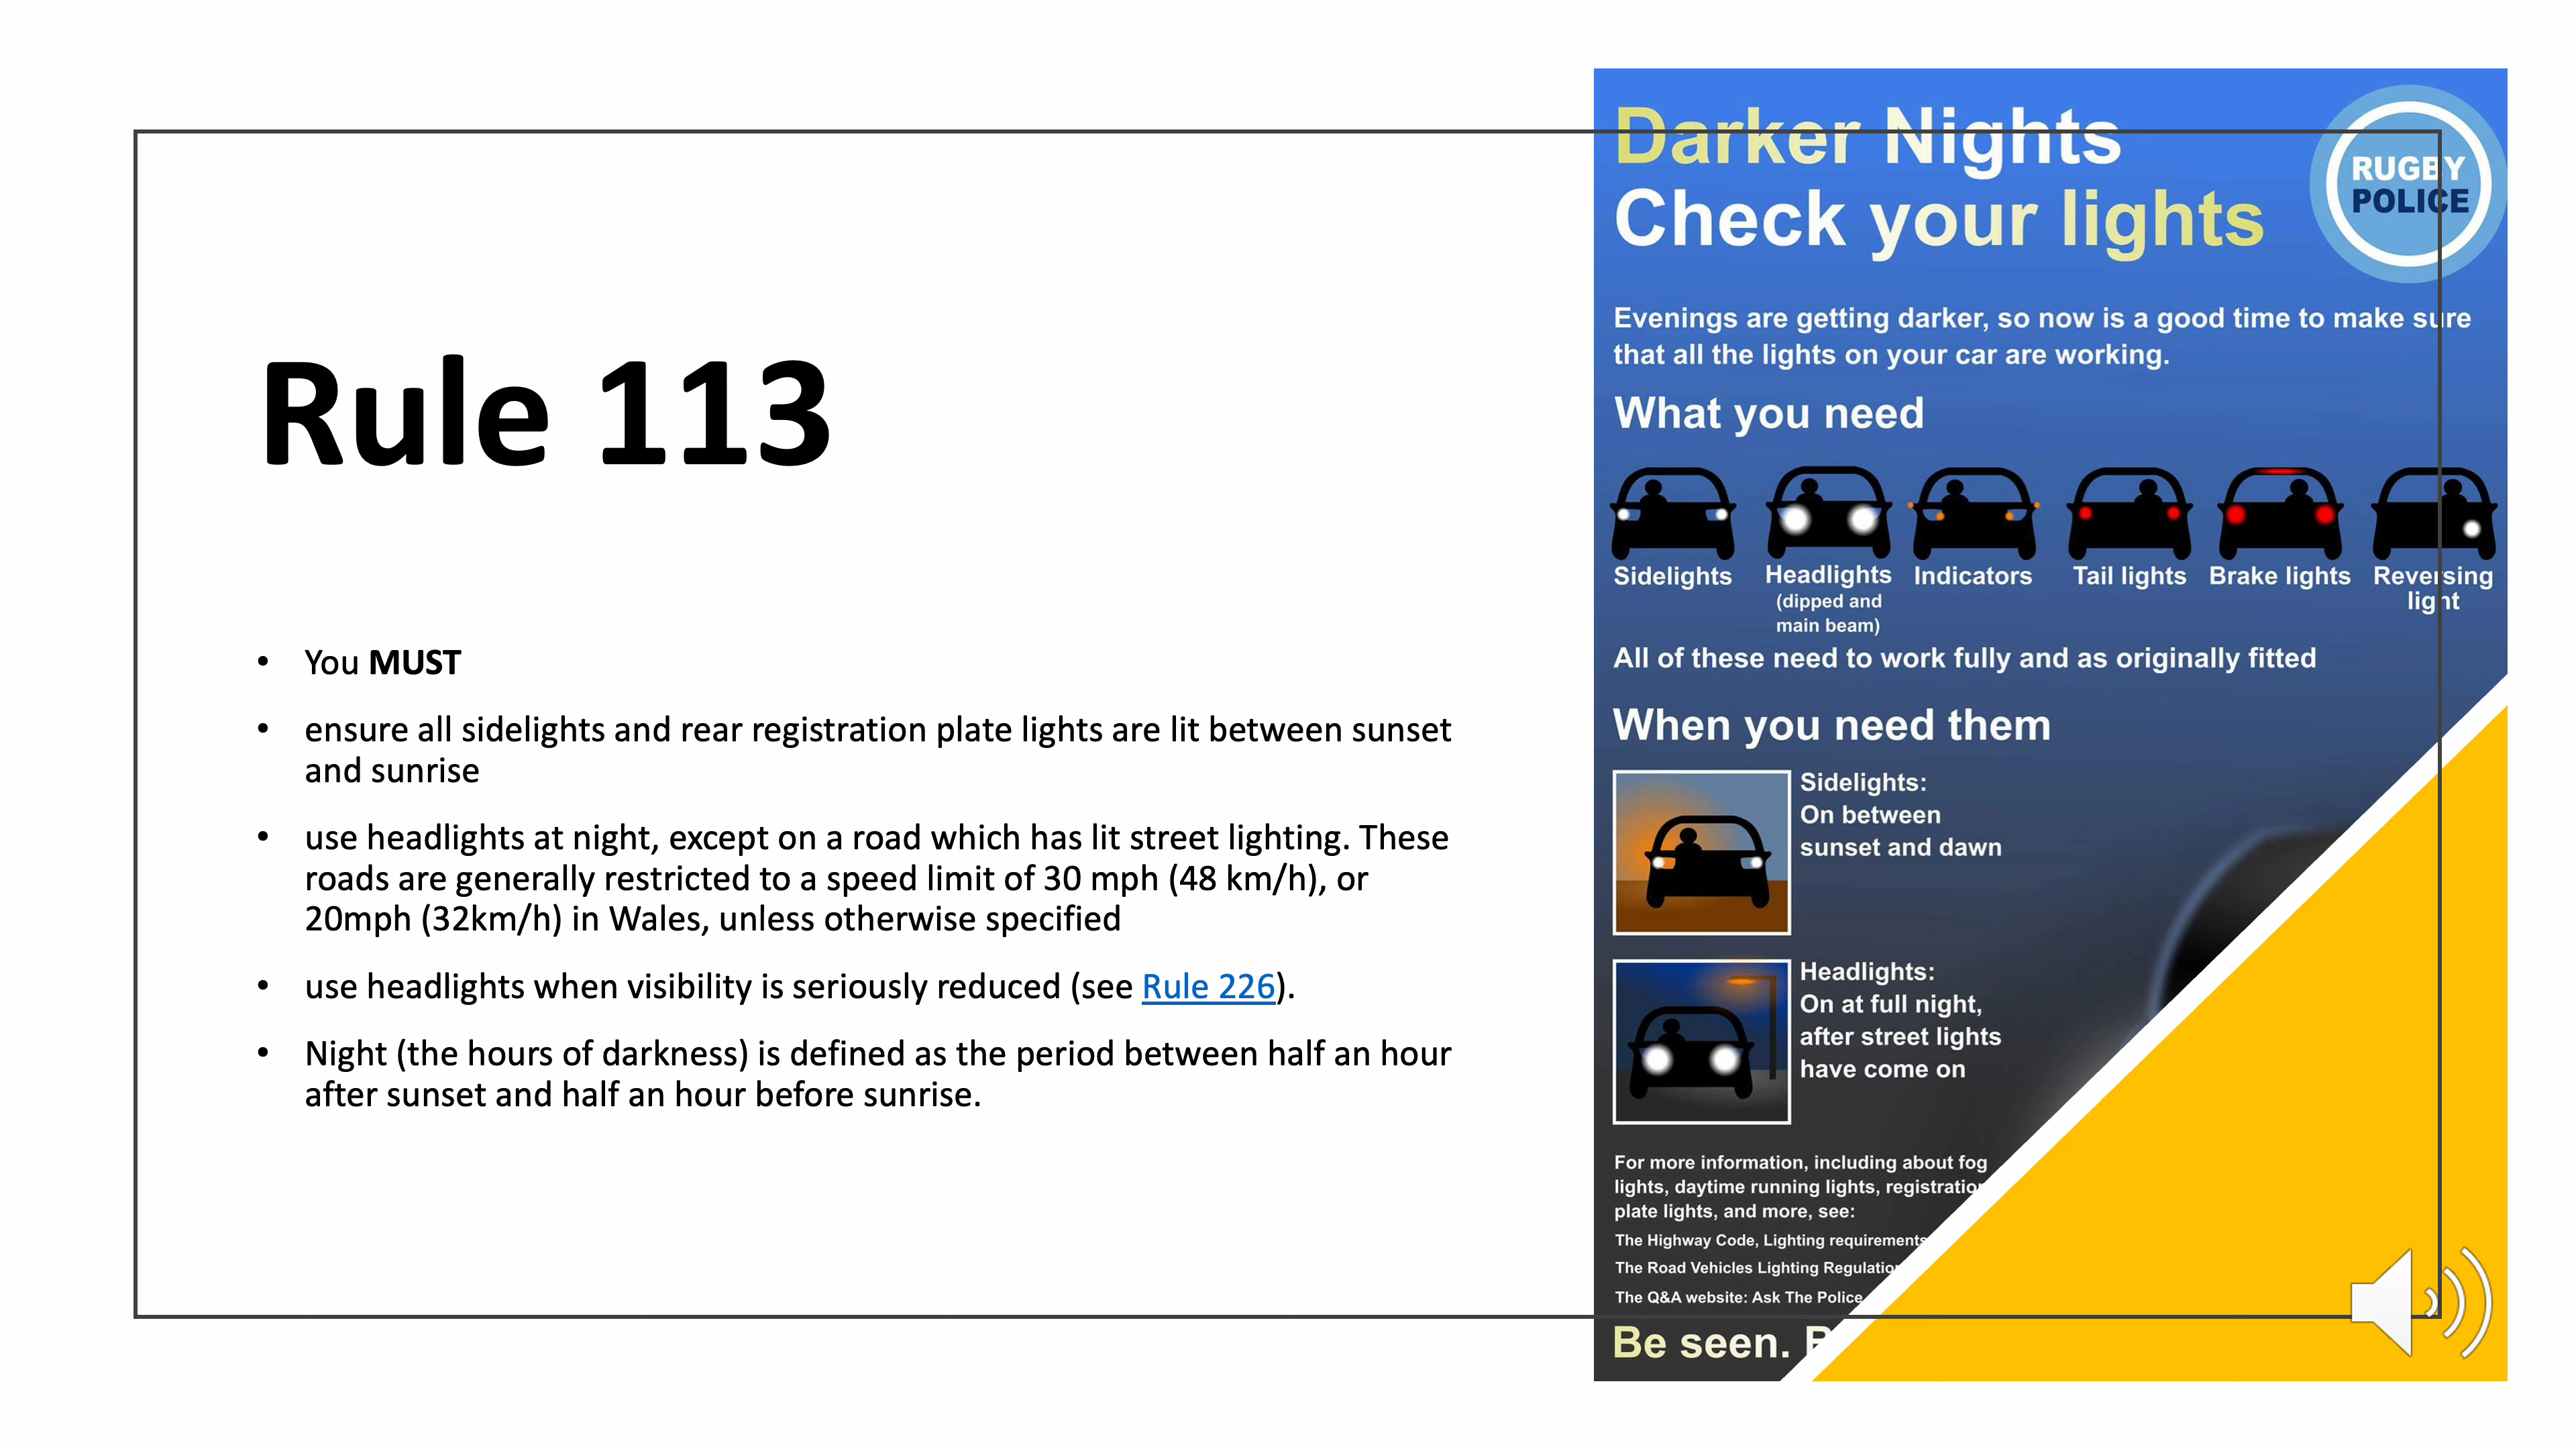 Rule 113
• You MUST
• ensure all sidelights and rear registration plate lights are lit between sunset
and sunrise
• use headlights at night, except on a road which has lit street lighting. These
roads are generally restricted to a speed limit of 30 mph (48 km/h), or
20mph (32km/h) in Wales, unless otherwise specified
• use headlights when visibility is seriously reduced (see Rule 226).
• Night (the hours of darkness) is defined as the period between half an hour
after sunset and half an hour before sunrise.
Darker Nights
Check your lights
RUGBY
POLICE
Evenings are getting darker, so now is a good time to make sure
that all the lights on your car are working.
What you need
Sidelights
Headlights
(dipped and
main beam)
Indicators
Tail lights
Brake lights
Reversing
light
All of these need to work fully and as originally fitted
When you need them
Sidelights:
On between
sunset and dawn
Headlights:
On at full night,
after street lights
have come on
For more information, including about fog
lights, daytime running lights,
plate lights, and more, see:
The Highway Code, Lighting requirements
The Road Vehicles Lighting
The Q&A website: Ask The Police
Be seen.